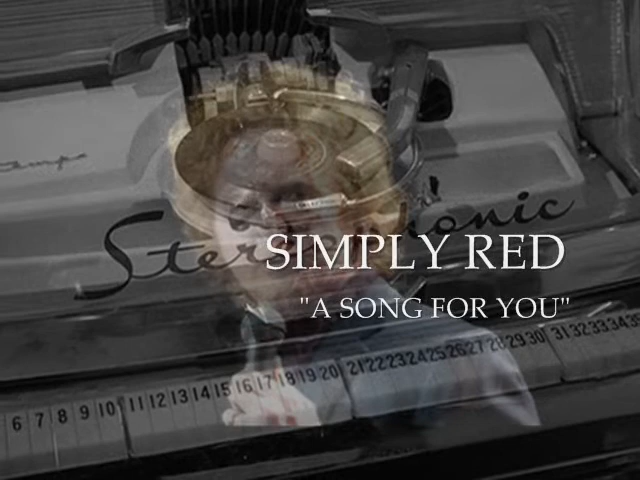 Stereophonic
SIMPLY RED
"A SONG FOR YOU"
6 7 8 9 10 11 12 13 14 15 16 17 18 19 20 21 22 23 24 25 26 27 28 29 30 31 32 33 34 35